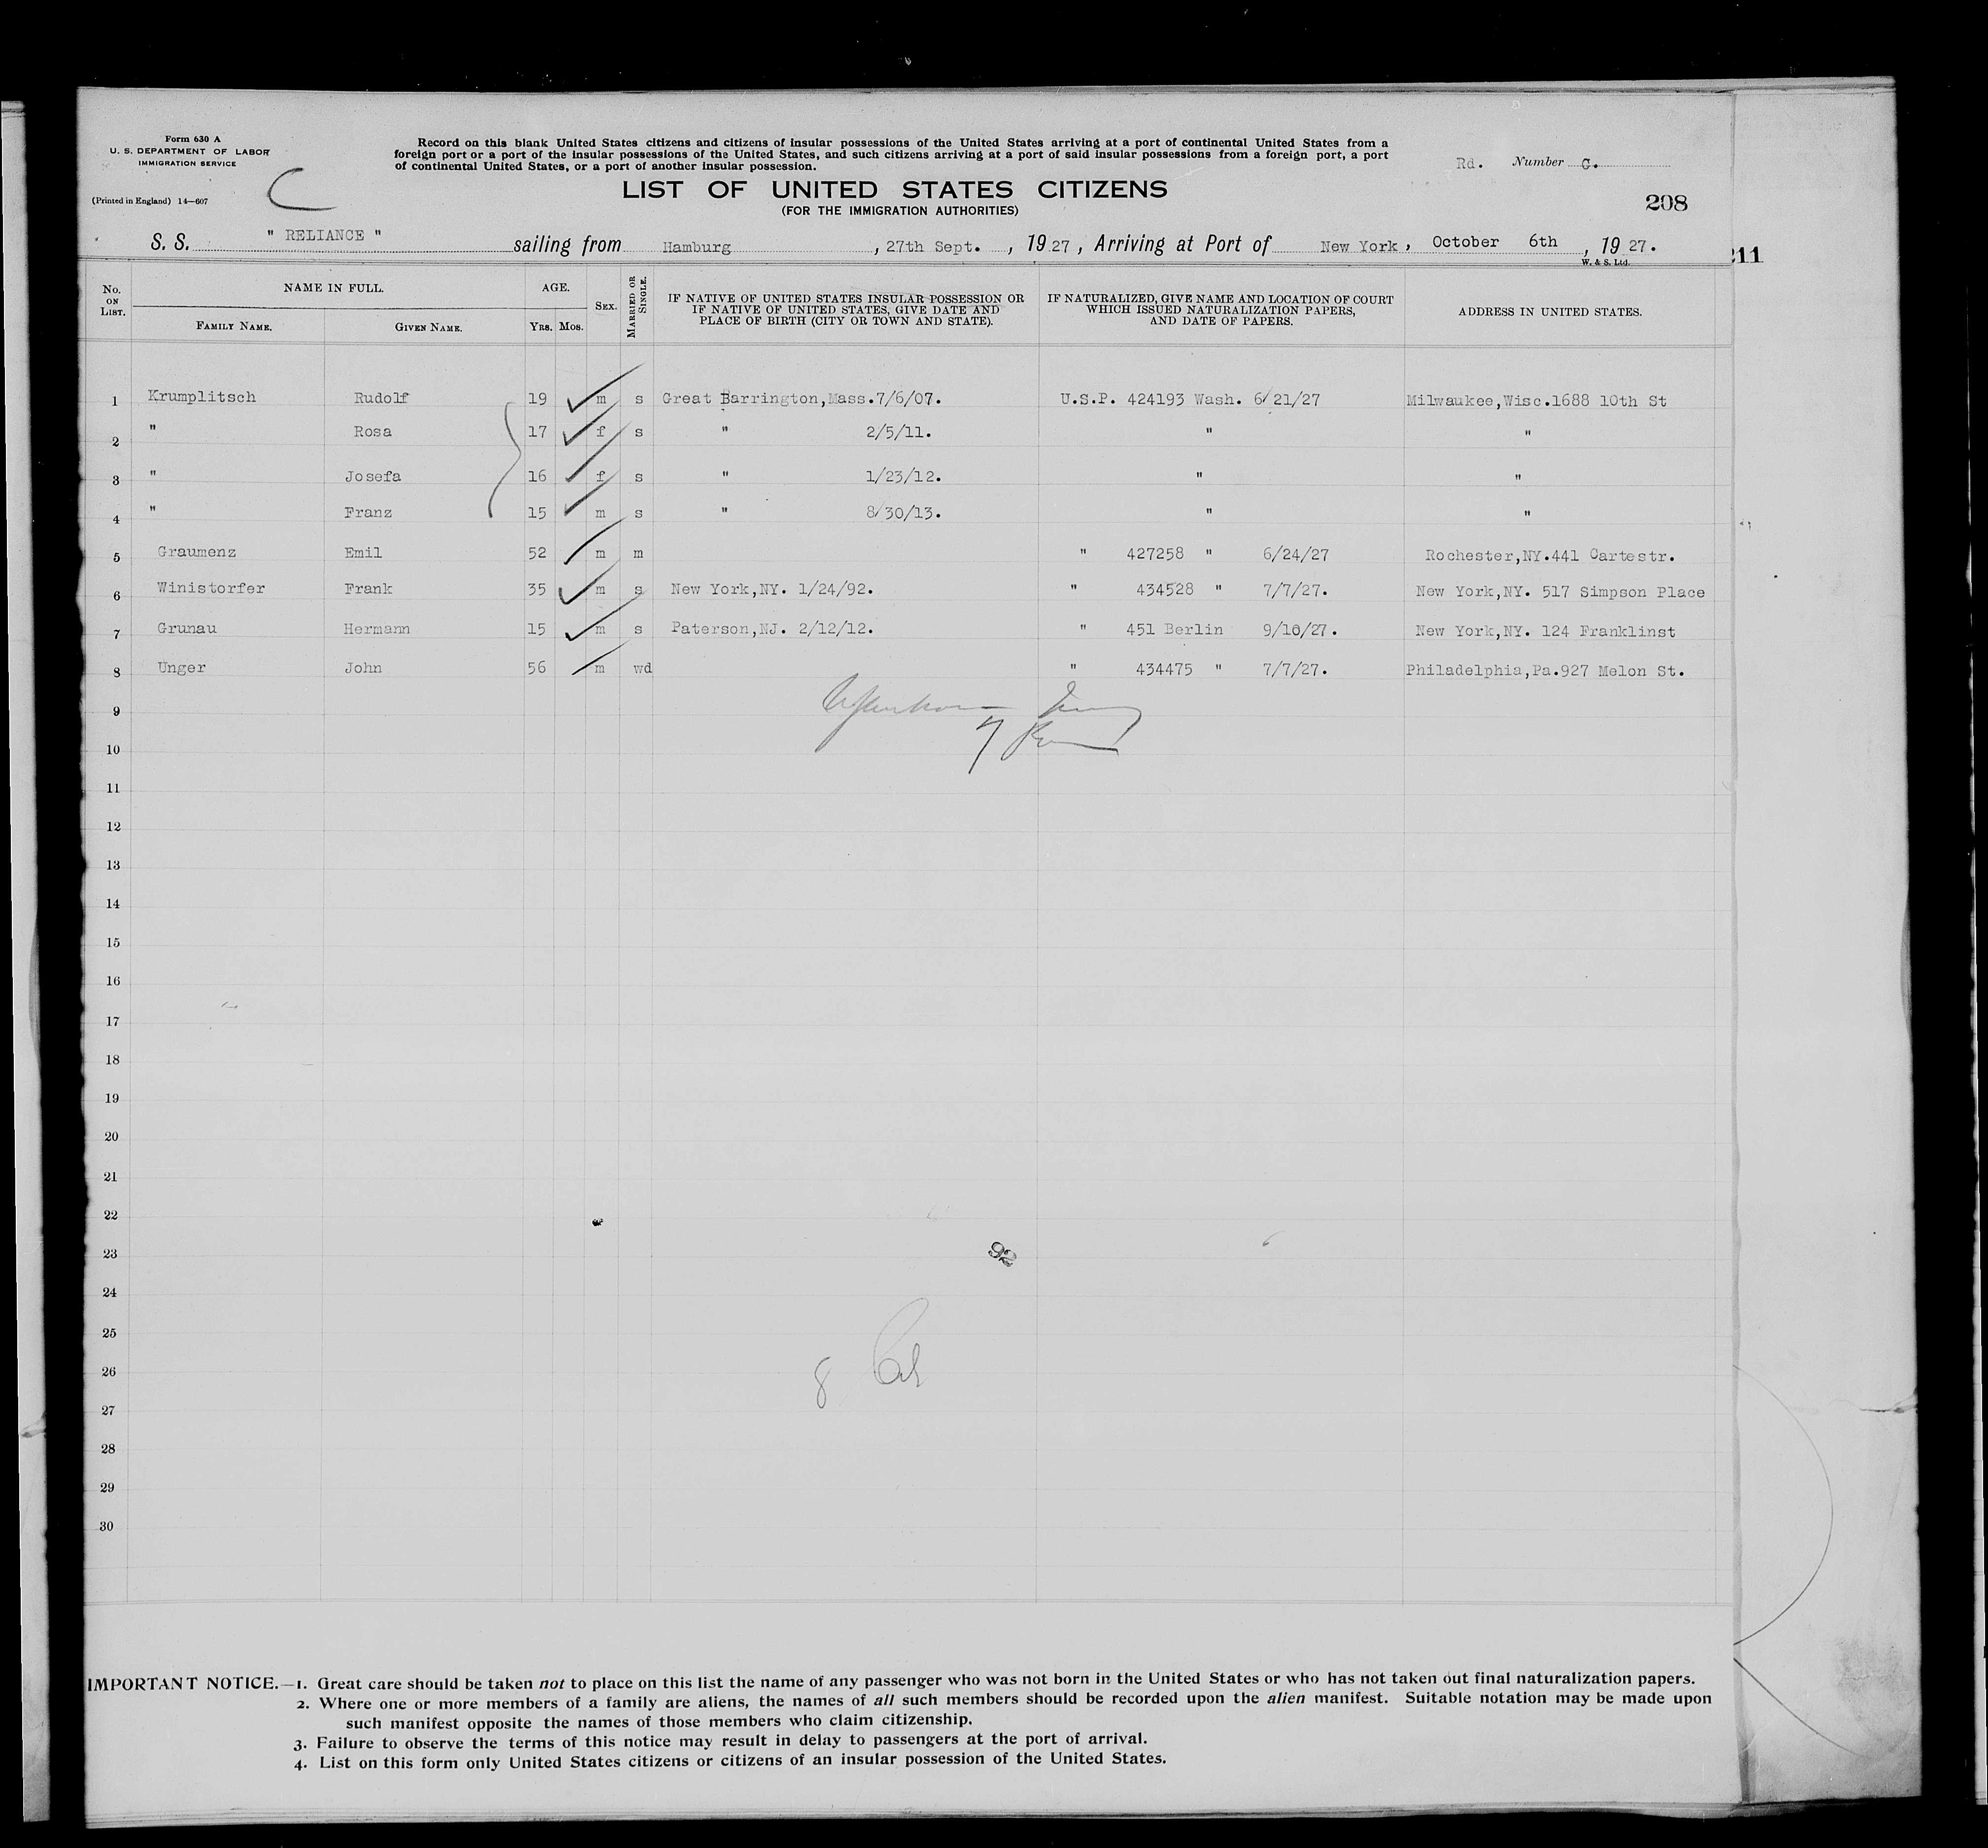 Form 630 A
U. S. DEPARTMENT OF LABOR
IMMIGRATION SERVICE
(Printed in England) 14—607
C
Record on this blank United States citizens and citizens of insular possessions of the United States arriving at a port of continental United States from a
foreign port or a port of the insular possessions of the United States, and such citizens arriving at a port of said insular possessions from a foreign port, a port
of continental United States, or a port of another insular possession.
Rd. Number C.
LIST OF UNITED STATES CITIZENS
(FOR THE IMMIGRATION AUTHORITIES)
208
S. S. " RELIANCE " sailing from Hamburg , 27th Sept. , 19 27 , Arriving at Port of New York , October 6th , 19 27.
W. & S. Ltd.
11
No. ON LIST. NAME IN FULL. FAMILY NAME. GIVEN NAME. AGE. YRS. MOS. SEX. MARRIED OR SINGLE. IF NATIVE OF UNITED STATES INSULAR POSSESSION OR IF NATIVE OF UNITED STATES, GIVE DATE AND PLACE OF BIRTH (CITY OR TOWN AND STATE). IF NATURALIZED, GIVE NAME AND LOCATION OF COURT WHICH ISSUED NATURALIZATION PAPERS, AND DATE OF PAPERS. ADDRESS IN UNITED STATES.
1 Krumplitsch Rudolf 19 m s Great Barrington,Mass.7/6/07. U.S.P. 424193 Wash. 6/21/27 Milwaukee,Wisc.1688 10th St
2 " Rosa 17 f s " 2/5/11. " "
3 " Josefa 16 f s " 1/23/12. " "
4 " Franz 15 m s " 8/30/13. " "
5 Graumenz Emil 52 m m " 427258 " 6/24/27 Rochester,NY.441 Cartestr.
6 Winistorfer Frank 35 m s New York,NY. 1/24/92. " 434528 " 7/7/27. New York,NY. 517 Simpson Place
7 Grunau Hermann 15 m s Paterson,NJ. 2/12/12. " 451 Berlin 9/10/27. New York,NY. 124 Franklinst
8 Unger John 56 m wd " 434475 " 7/7/27. Philadelphia,Pa.927 Melon St.
9
10
11
12
13
14
15
16
17
18
19
20
21
22
23
92
24
25
26
8
27
28
29
30
IMPORTANT NOTICE.—1. Great care should be taken not to place on this list the name of any passenger who was not born in the United States or who has not taken out final naturalization papers.
2. Where one or more members of a family are aliens, the names of all such members should be recorded upon the alien manifest. Suitable notation may be made upon
such manifest opposite the names of those members who claim citizenship.
3. Failure to observe the terms of this notice may result in delay to passengers at the port of arrival.
4. List on this form only United States citizens or citizens of an insular possession of the United States.